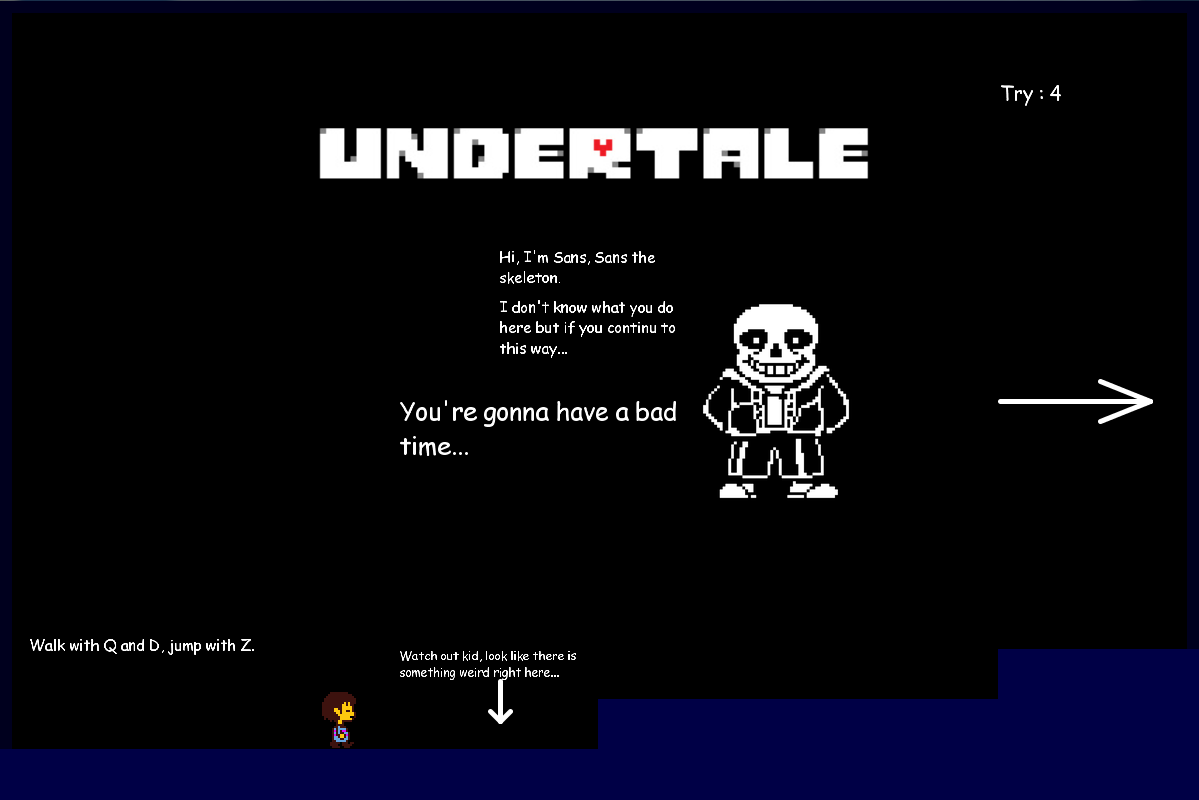 Try : 4
UNDERTALE
Hi, I'm Sans, Sans the
skeleton.
I don't know what you do
here but if you continu to
this way...
You're gonna have a bad
time...
Walk with Q and D, jump with Z.
Watch out kid, look like there is
something weird right here...